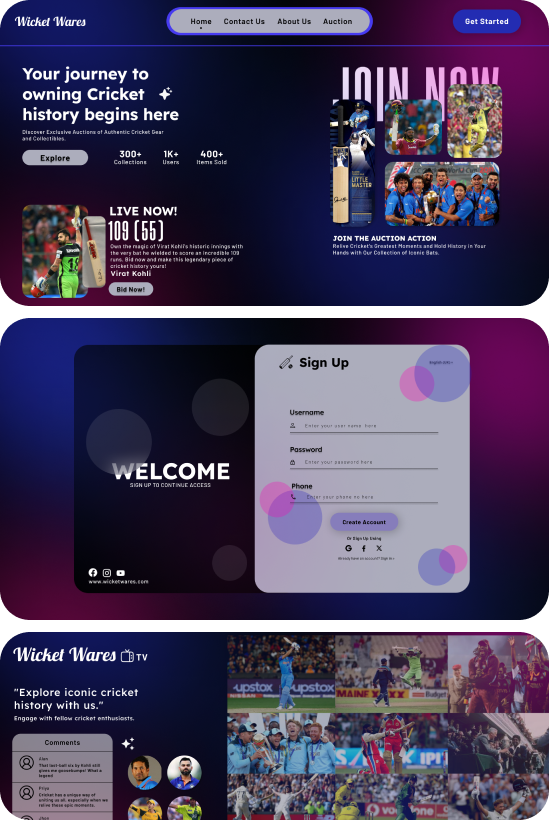 Wicket Wares
Home Contact Us About Us Auction
Get Started
Your journey to
owning Cricket
history begins here
Discover Exclusive Auctions of Authentic Cricket Gear
and Collectibles.
Explore
300+ 1K+ 400+
Collections Users Items Sold
JOIN NOW
LITTLE
MASTER
LIVE NOW!
109 (55)
Own the magic of Virat Kohli's historic innings with
the very bat he wielded to score an incredible 109
runs. Bid now and make this legendary piece of
cricket history yours!
Virat Kohli
Bid Now!
JOIN THE AUCTION ACTION
Relive Cricket's Greatest Moments and Hold History in Your
Hands with Our Collection of Iconic Bats.
WELCOME
SIGN UP TO CONTINUE ACCESS
www.wicketwares.com
Sign Up
Username
Enter your user name here
Password
Enter your password here
Phone
Enter your phone no here
Create Account
Or Sign Up Using
Already have an account? Sign In
Wicket Wares TV
"Explore iconic cricket
history with us."
Engage with fellow cricket enthusiasts.
Comments
That last-ball six by Kohli still
gives me goosebumps! What a
legend!
Priya
Cricket has a unique way of
uniting us all, especially when we
relive these epic moments.
upstox
upstox
MAINE
Budget
IPL